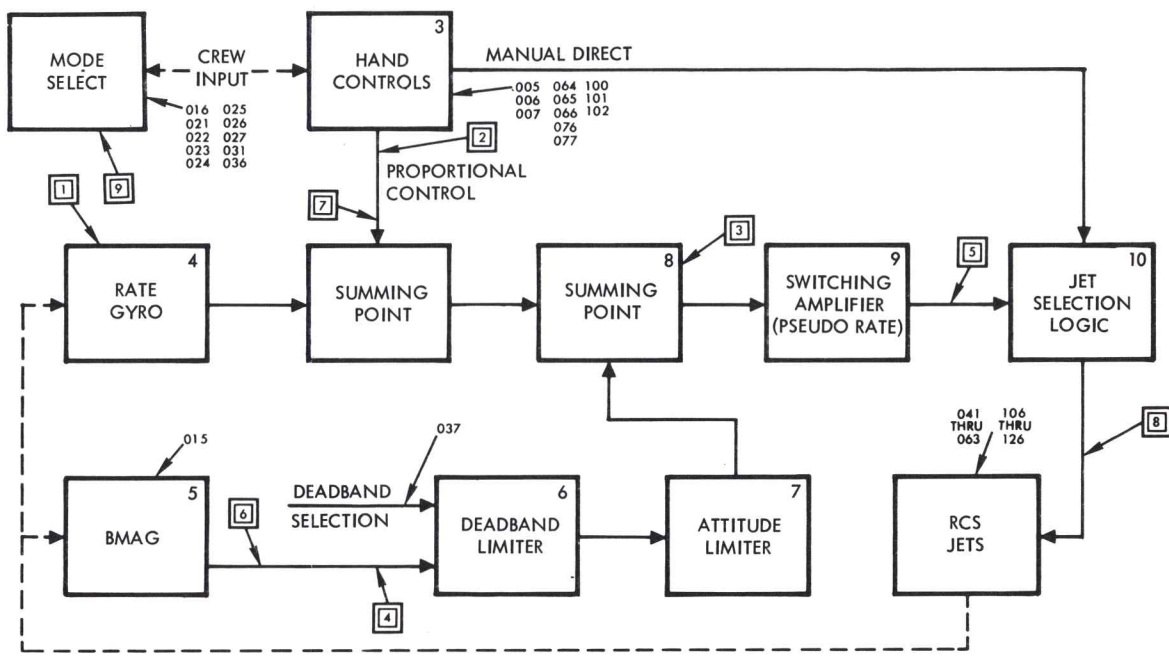 MODE
SELECT
CREW
INPUT
3
HAND
CONTROLS
MANUAL DIRECT
016 025
021 026
022 027
023 031
024 036
005 064 100
006 065 101
007 066 102
076
077
9
2
PROPORTIONAL
CONTROL
1
7
3
5
4
RATE
GYRO
SUMMING
POINT
8
SUMMING
POINT
9
SWITCHING
AMPLIFIER
(PSEUDO RATE)
10
JET
SELECTION
LOGIC
015
037
041 106
THRU THRU
063 126
8
5
BMAG
6
DEADBAND
SELECTION
4
6
DEADBAND
LIMITER
7
ATTITUDE
LIMITER
RCS
JETS